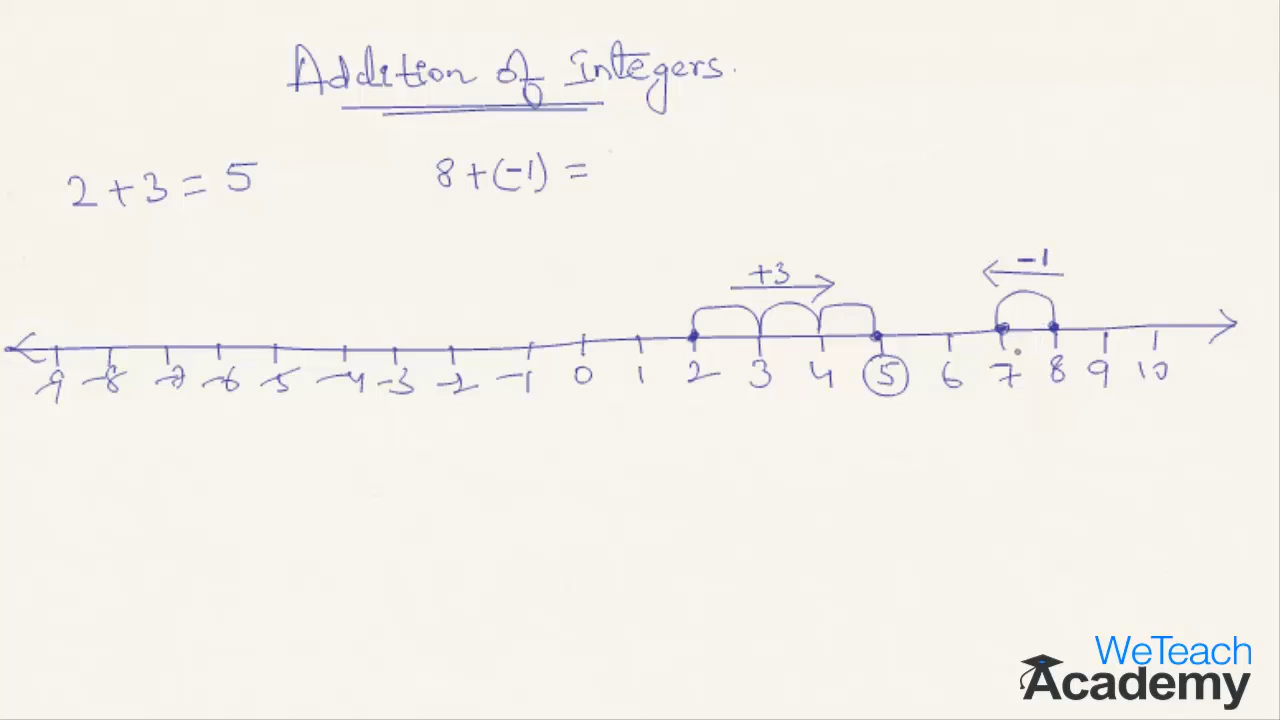 Addition of Integers.
2 + 3 = 5 8 + (-1) =
+3 -1
-9 -8 -7 -6 -5 -4 -3 -2 -1 0 1 2 3 4 5 6 7 8 9 10
WeTeach
Academy